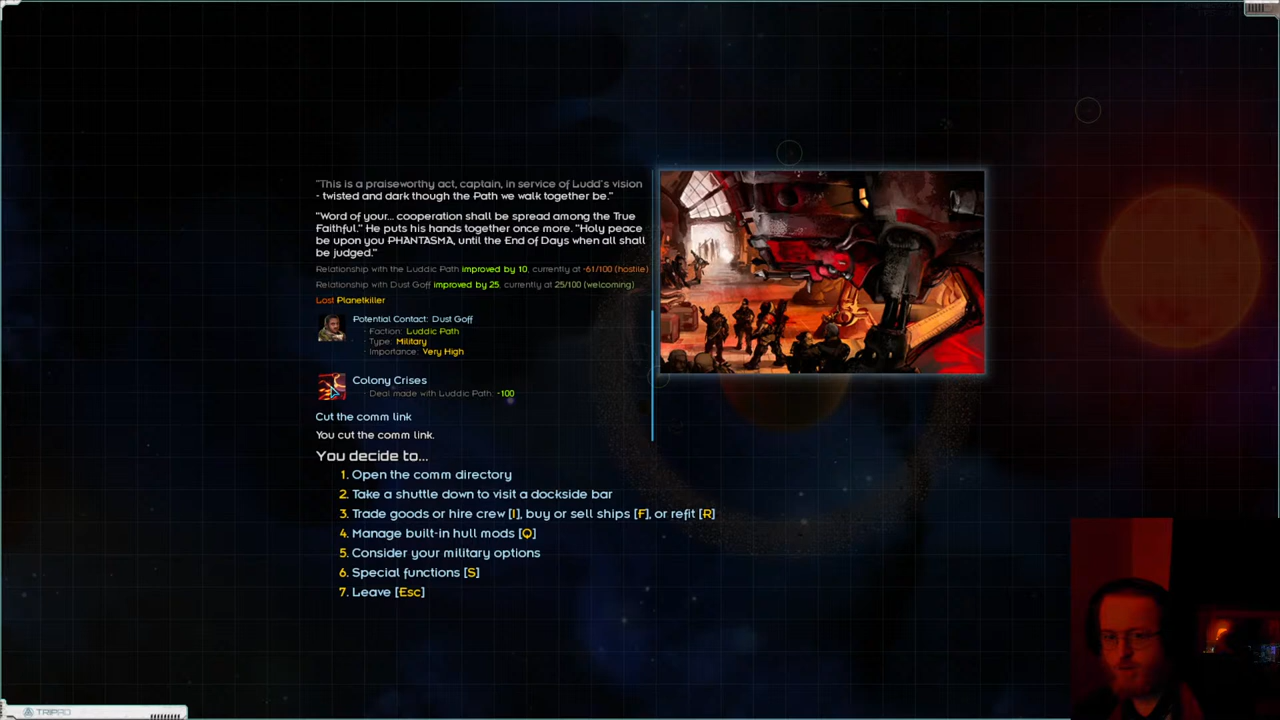 "This is a praiseworthy act, captain, in service of Ludd's vision
- twisted and dark though the Path we walk together be."
"Word of your... cooperation shall be spread among the True
Faithful." He puts his hands together once more. "Holy peace
be upon you PHANTASMA, until the End of Days when all shall
be judged."
Relationship with the Luddic Path improved by 10, currently at -61/100 (hostile)
Relationship with Dust Goff improved by 25, currently at 25/100 (welcoming)
Lost Planetkiller
Potential Contact: Dust Goff
- Faction: Luddic Path
- Type: Military
- Importance: Very High
Colony Crises
- Deal made with Luddic Path: -100
Cut the comm link
You cut the comm link.
You decide to...
1. Open the comm directory
2. Take a shuttle down to visit a dockside bar
3. Trade goods or hire crew [I], buy or sell ships [F], or refit [R]
4. Manage built-in hull mods [Q]
5. Consider your military options
6. Special functions [S]
7. Leave [Esc]
TRIPAD